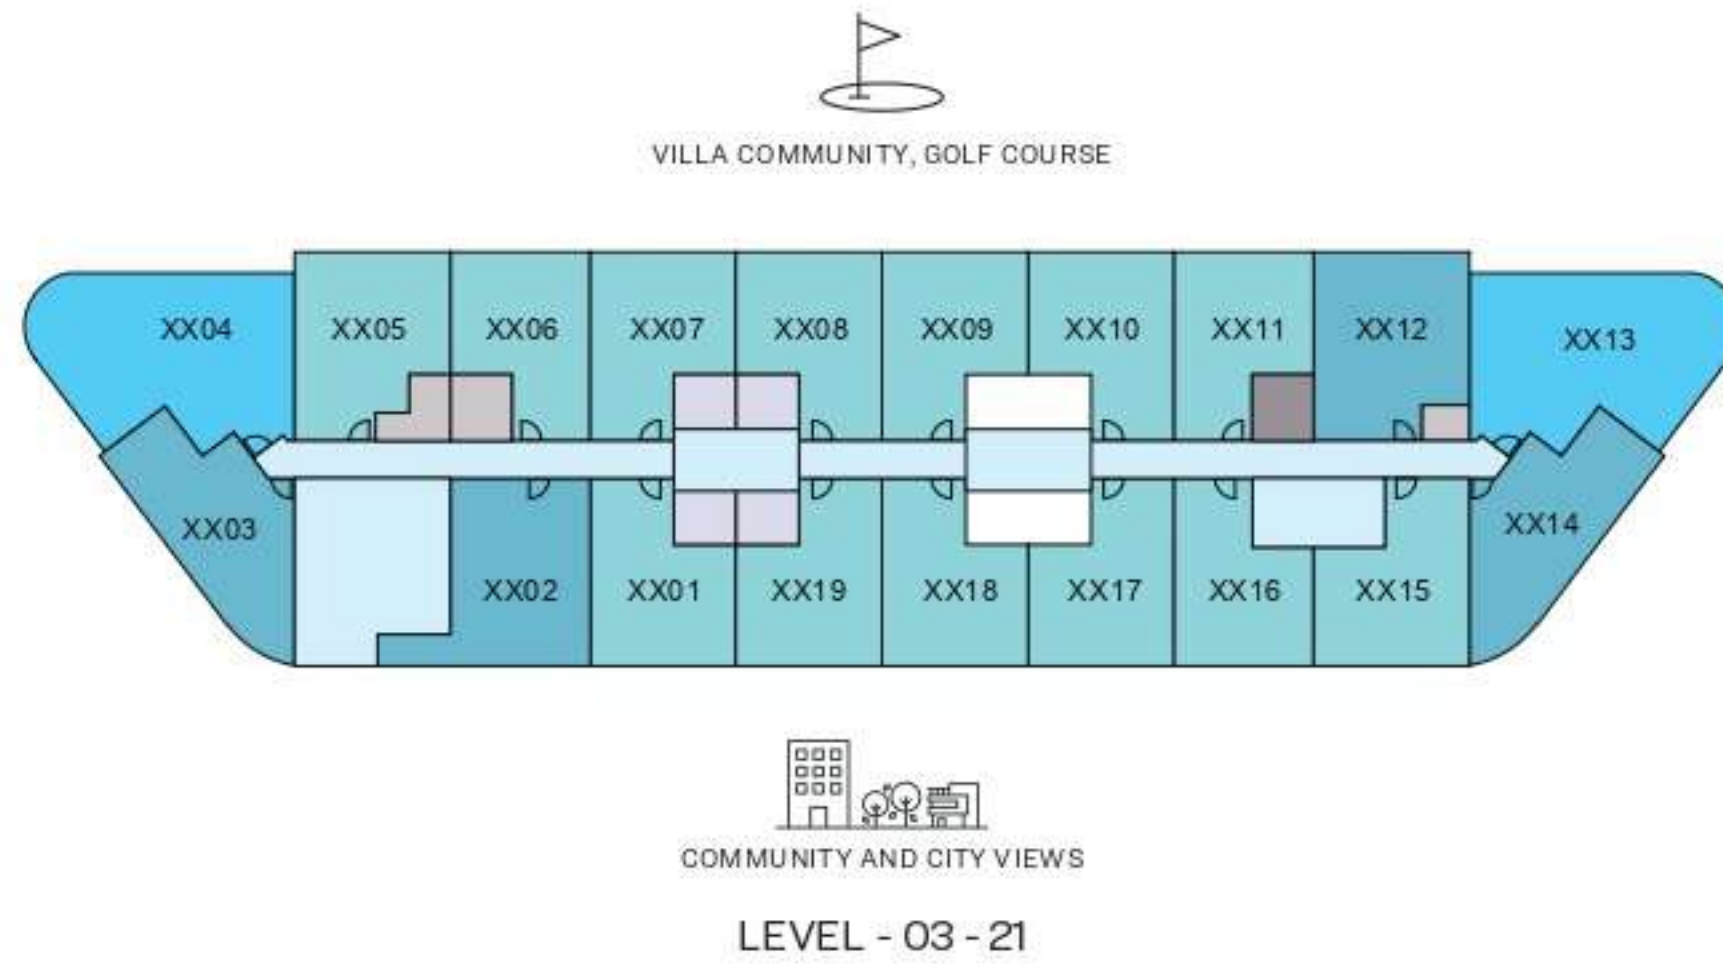 VILLA COMMUNITY, GOLF COURSE
XX04 XX05 XX06 XX07 XX08 XX09 XX10 XX11 XX12 XX13
XX03 XX14
XX02 XX01 XX19 XX18 XX17 XX16 XX15
COMMUNITY AND CITY VIEWS
LEVEL - 03 - 21